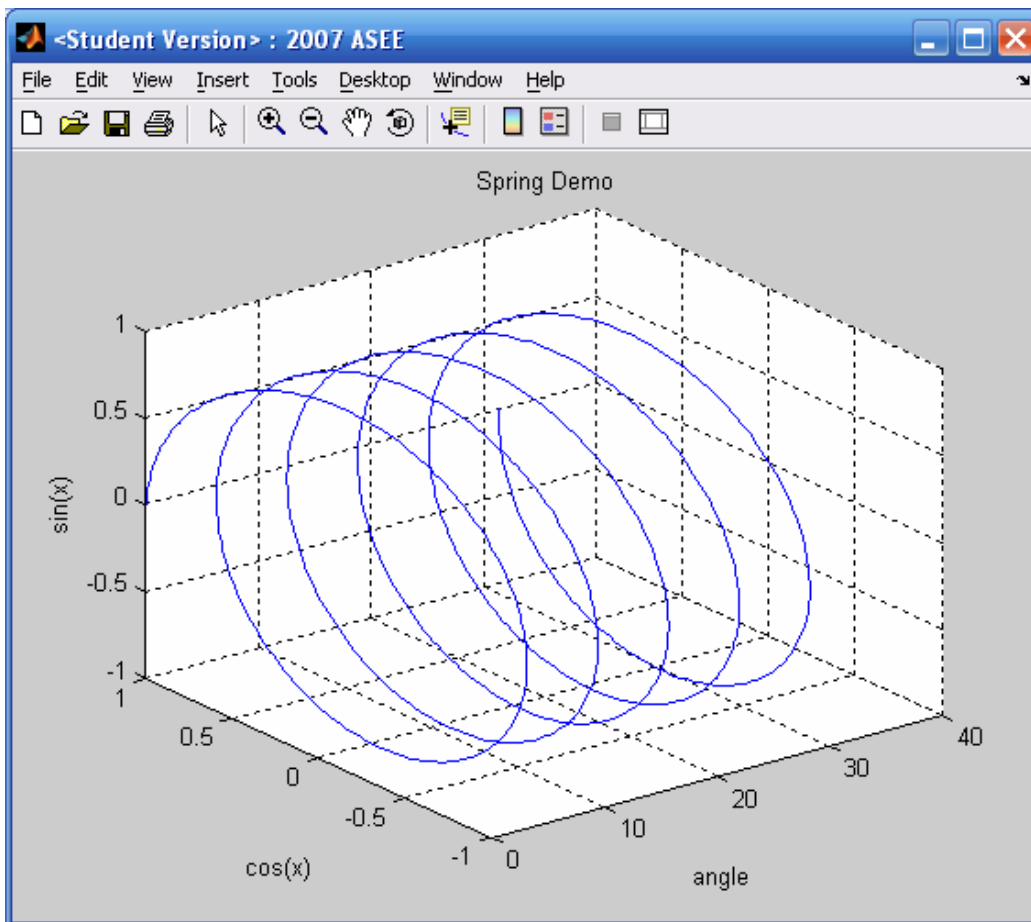 <Student Version> : 2007 ASEE
File Edit View Insert Tools Desktop Window Help
Spring Demo
1
0.5
0
-0.5
-1
sin(x)
1
0.5
0
-0.5
-1
cos(x)
0
10
20
30
40
angle